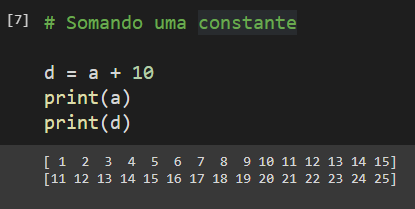 [7] # Somando uma constante
d = a + 10
print(a)
print(d)
[ 1  2  3  4  5  6  7  8  9 10 11 12 13 14 15]
[11 12 13 14 15 16 17 18 19 20 21 22 23 24 25]